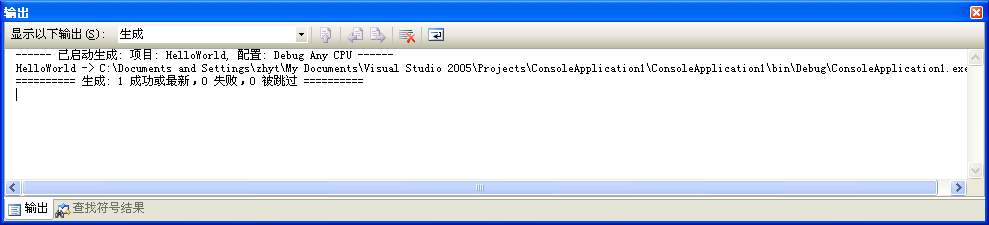 输出
显示以下输出(S): 生成
------ 已启动生成: 项目: HelloWorld, 配置: Debug Any CPU ------
HelloWorld -> C:\Documents and Settings\zhyt\My Documents\Visual Studio 2005\Projects\ConsoleApplication1\ConsoleApplication1\bin\Debug\ConsoleApplication1.exe
========== 生成: 1 成功或最新，0 失败，0 被跳过 ==========
输出 查找符号结果